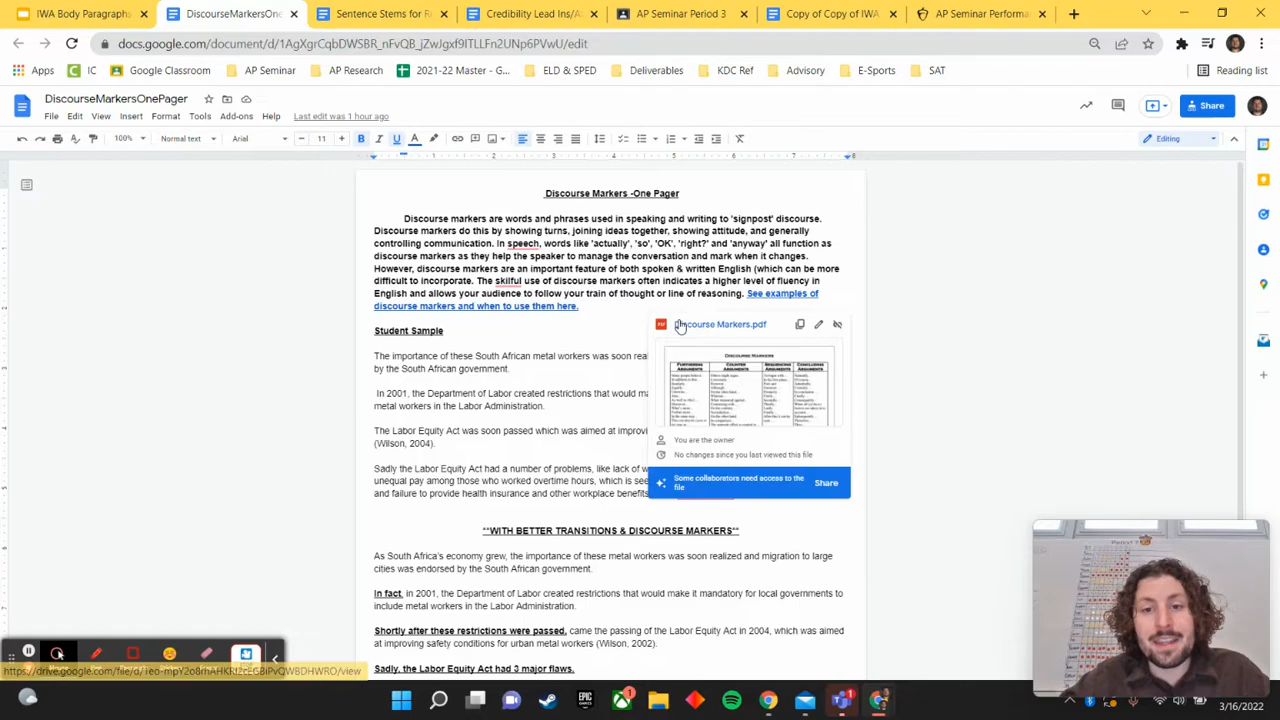 IWA Body Paragraphs
DiscourseMarkersOne
Sentence Stems for R
Credibility Lead Ins/A
AP Seminar Period 3
Copy of Copy of IWA
AP Seminar Performa
docs.google.com/document/d/1AgXgrCqbDWSBR_nFvQB_jZwJgxf9ITLFn2UNp6PVwU/edit
Apps
IC
Google Classroom
AP Seminar
AP Research
2021-22 Master - G...
ELD & SPED
Deliverables
KDC Ref
Advisory
E-Sports
SAT
Reading list
DiscourseMarkersOnePager
File Edit View Insert Format Tools Add-ons Help Last edit was 1 hour ago
Share
100% Normal text Arial 11 Editing
Discourse Markers -One Pager
Discourse markers are words and phrases used in speaking and writing to 'signpost' discourse.
Discourse markers do this by showing turns, joining ideas together, showing attitude, and generally
controlling communication. In speech, words like 'actually', 'so', 'OK', 'right?' and 'anyway' all function as
discourse markers as they help the speaker to manage the conversation and mark when it changes.
However, discourse markers are an important feature of both spoken & written English (which can be more
difficult to incorporate. The skilful use of discourse markers often indicates a higher level of fluency in
English and allows your audience to follow your train of thought or line of reasoning. See examples of
discourse markers and when to use them here.
Student Sample
The importance of these South African metal workers was soon rea
by the South African government.
In 2001, the Department of Labor created restrictions that would ma
metal workers in the Labor Administration.
The Labor Equity Act was soon passed which was aimed at improvi
(Wilson, 2004).
Sadly the Labor Equity Act had a number of problems, like lack of w
unequal pay among those who worked overtime hours, which is see
and failure to provide health insurance and other workplace benefits
Discourse Markers.pdf
DISCOURSE MARKERS
FURTHERING ARGUMENTS
COUNTER ARGUMENTS
SEQUENCING ARGUMENTS
CONCLUDING ARGUMENTS
You are the owner
No changes since you last viewed this file
Some collaborators need access to the
file
Share
**WITH BETTER TRANSITIONS & DISCOURSE MARKERS**
As South Africa's economy grew, the importance of these metal workers was soon realized and migration to large
cities was endorsed by the South African government.
In fact, in 2001, the Department of Labor created restrictions that would make it mandatory for local governments to
include metal workers in the Labor Administration.
Shortly after these restrictions were passed, came the passing of the Labor Equity Act in 2004, which was aimed
at improving safety conditions for urban metal workers (Wilson, 2002).
Sadly, the Labor Equity Act had 3 major flaws.
Period 2
3/16/2022